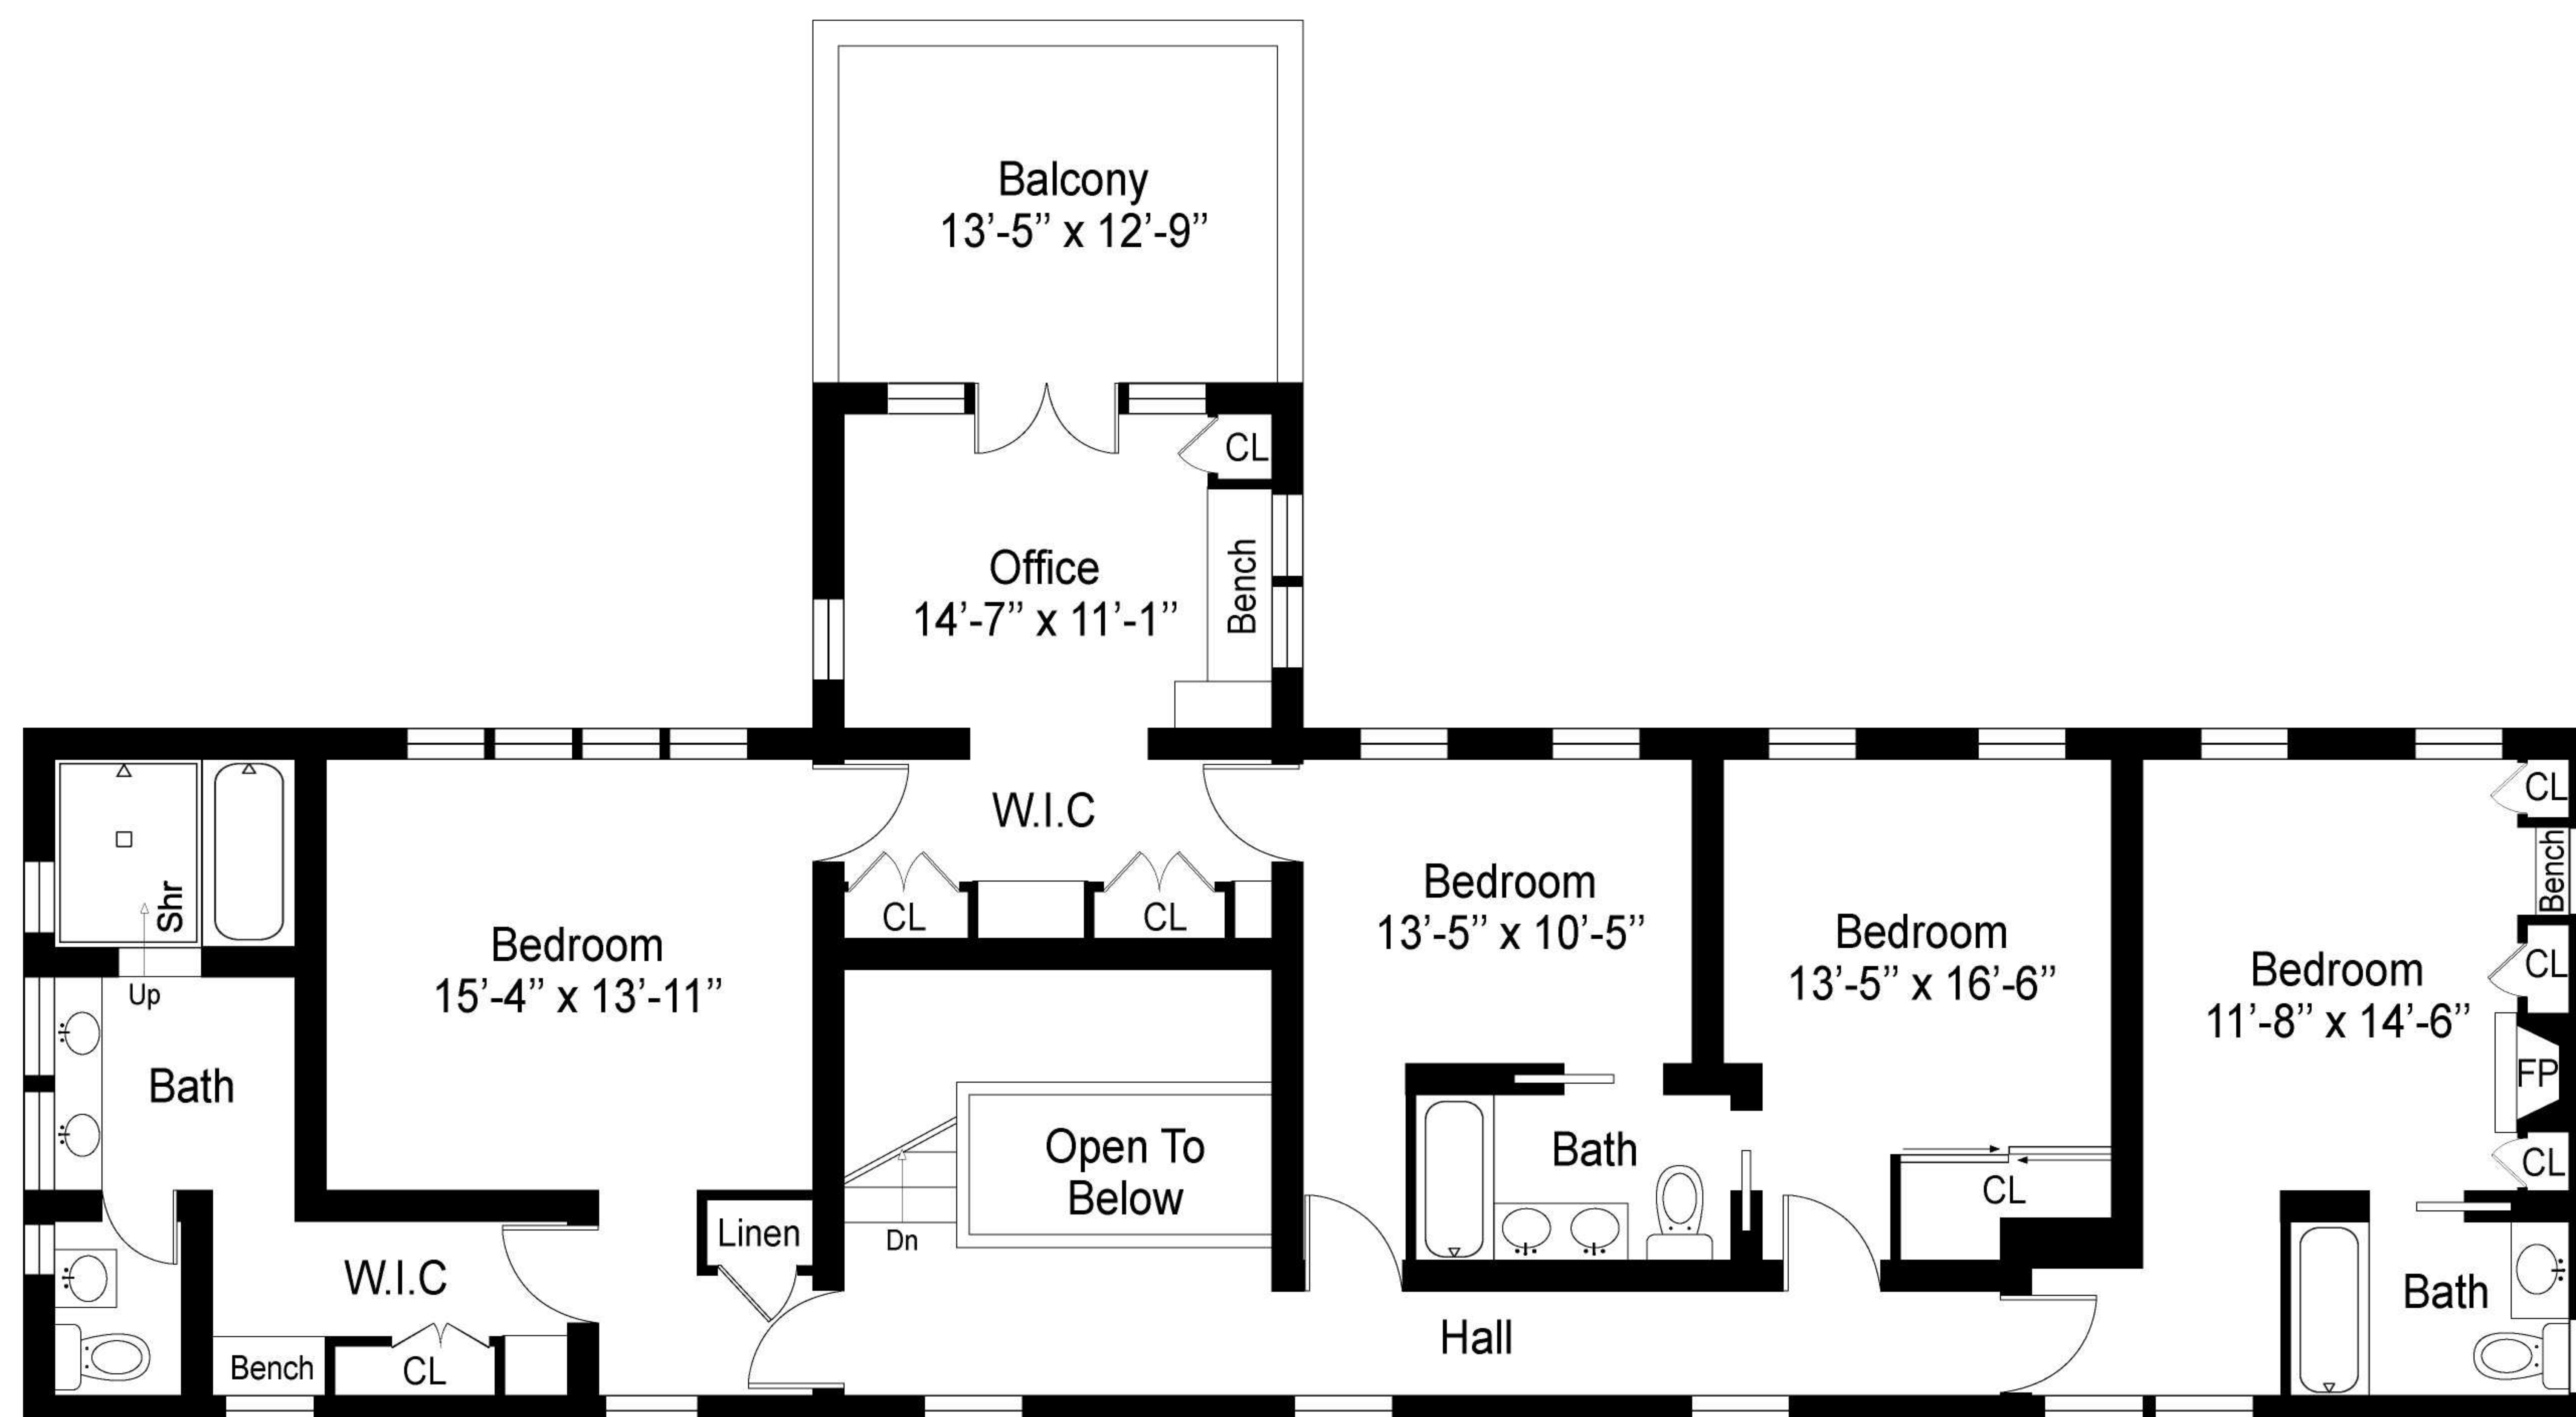 Balcony
13’-5” x 12’-9”
CL
Office
14’-7” x 11’-1”
Bench
W.I.C
CL
CL
Shr
Up
Bath
Bedroom
15’-4” x 13’-11”
Bedroom
13’-5” x 10’-5”
Bedroom
13’-5” x 16’-6”
Bedroom
11’-8” x 14’-6”
CL
Bench
CL
FP
CL
Open To
Below
Dn
Linen
Bath
CL
W.I.C
Bench
CL
Hall
Bath